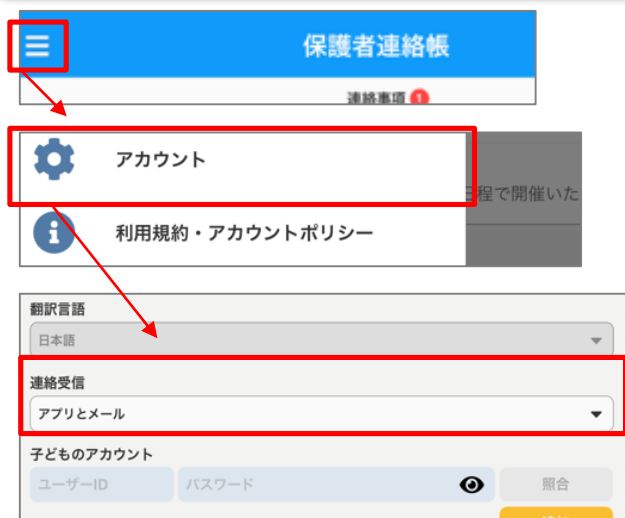 保護者連絡帳
連絡事項 1
アカウント
日程で開催いた
利用規約・アカウントポリシー
翻訳言語
日本語
連絡受信
アプリとメール
子どものアカウント
ユーザーID パスワード 照合